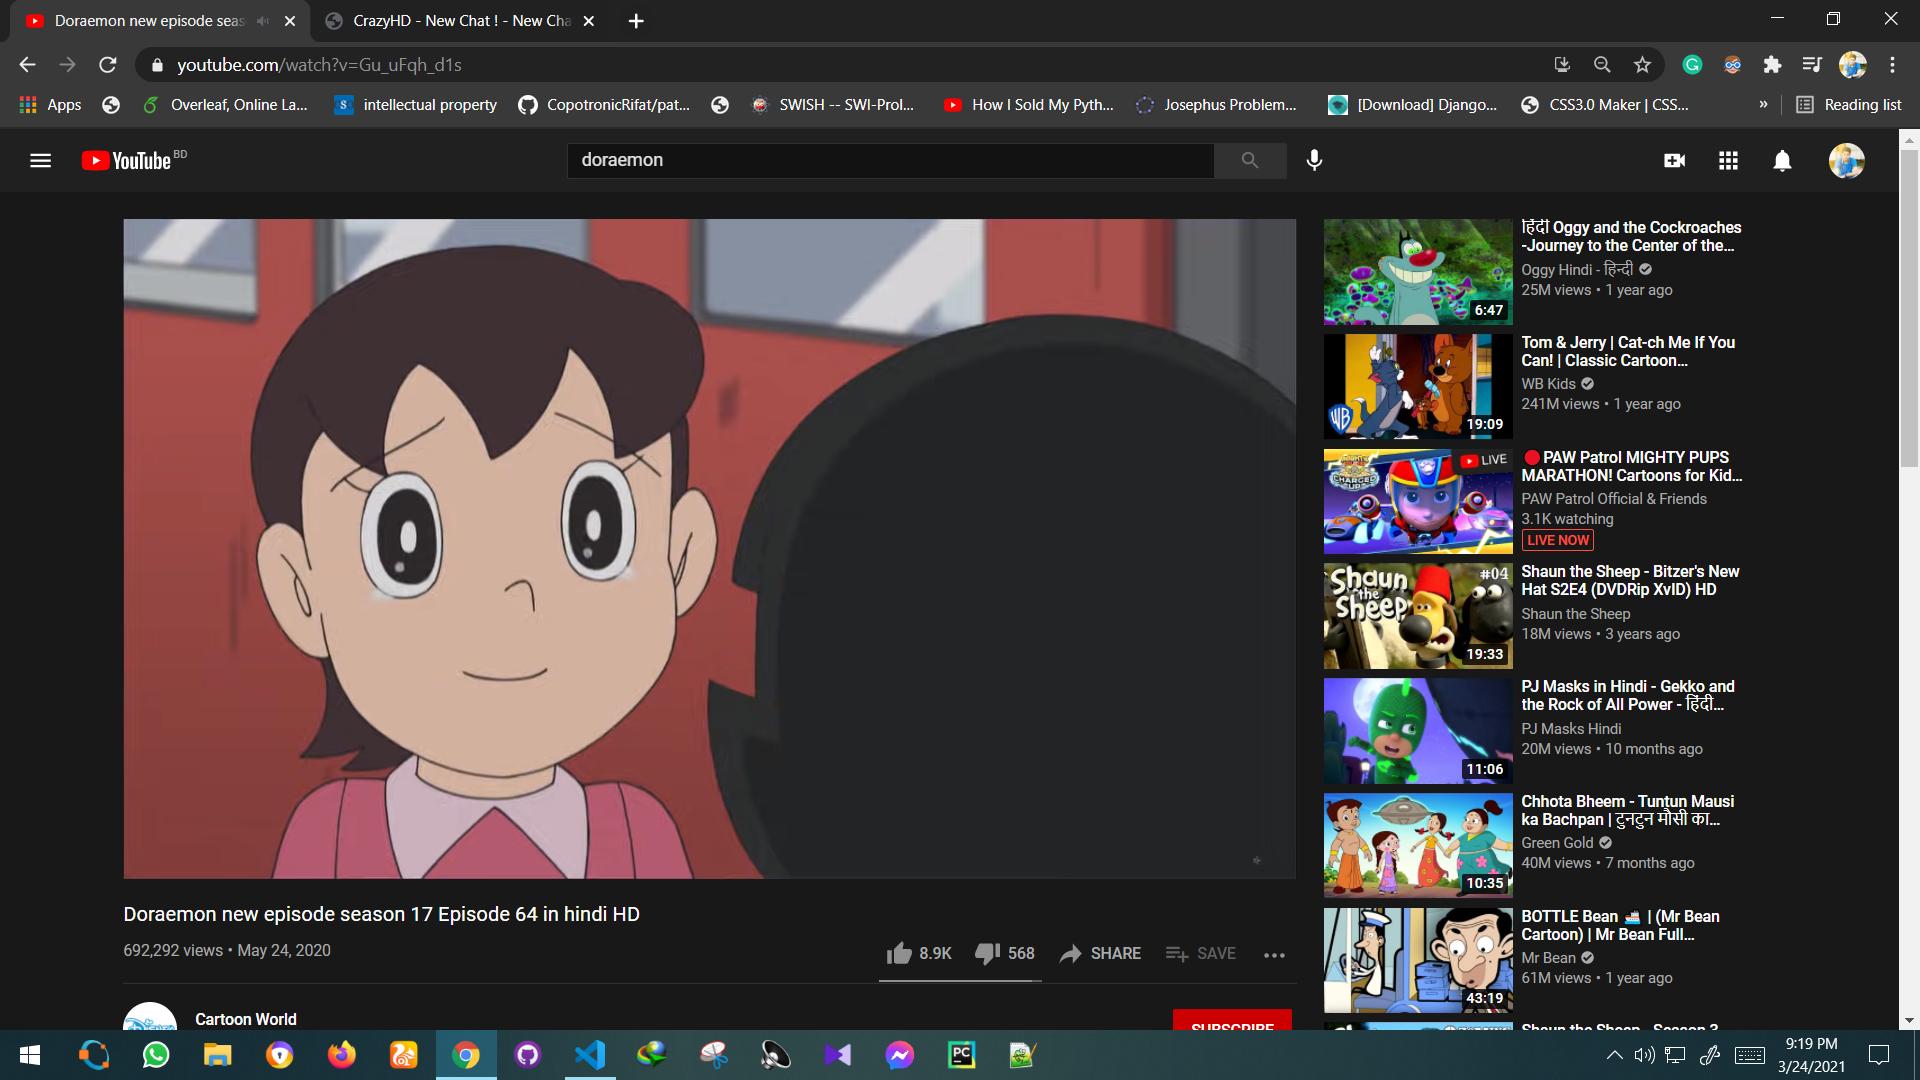 Doraemon new episode seas
CrazyHD - New Chat ! - New Cha
youtube.com/watch?v=Gu_uFqh_d1s
Apps
Overleaf, Online La...
intellectual property
CopotronicRifat/pat...
SWISH -- SWI-Prol...
How I Sold My Pyth...
Josephus Problem...
[Download] Django...
CSS3.0 Maker | CSS...
»
Reading list
YouTube BD
doraemon
हिंदी Oggy and the Cockroaches
-Journey to the Center of the...
Oggy Hindi - हिन्दी
25M views • 1 year ago
6:47
Tom & Jerry | Cat-ch Me If You
Can! | Classic Cartoon...
WB Kids
241M views • 1 year ago
WB
19:09
PAW Patrol MIGHTY PUPS
MARATHON! Cartoons for Kid...
PAW Patrol Official & Friends
3.1K watching
LIVE NOW
LIVE
CHARGED UP
Shaun the Sheep - Bitzer's New
Hat S2E4 (DVDRip XvID) HD
Shaun the Sheep
18M views • 3 years ago
Shaun
the
Sheep
#04
19:33
PJ Masks in Hindi - Gekko and
the Rock of All Power - हिंदी...
PJ Masks Hindi
20M views • 10 months ago
11:06
Chhota Bheem - Tuntun Mausi
ka Bachpan | टुनटुन मौसी का...
Green Gold
40M views • 7 months ago
10:35
BOTTLE Bean 🚢 | (Mr Bean
Cartoon) | Mr Bean Full...
Mr Bean
61M views • 1 year ago
43:19
Shaun the Sheep - Season 3
Doraemon new episode season 17 Episode 64 in hindi HD
692,292 views • May 24, 2020
8.9K
568
SHARE
SAVE
Cartoon World
SUBSCRIBE
PC
9:19 PM
3/24/2021